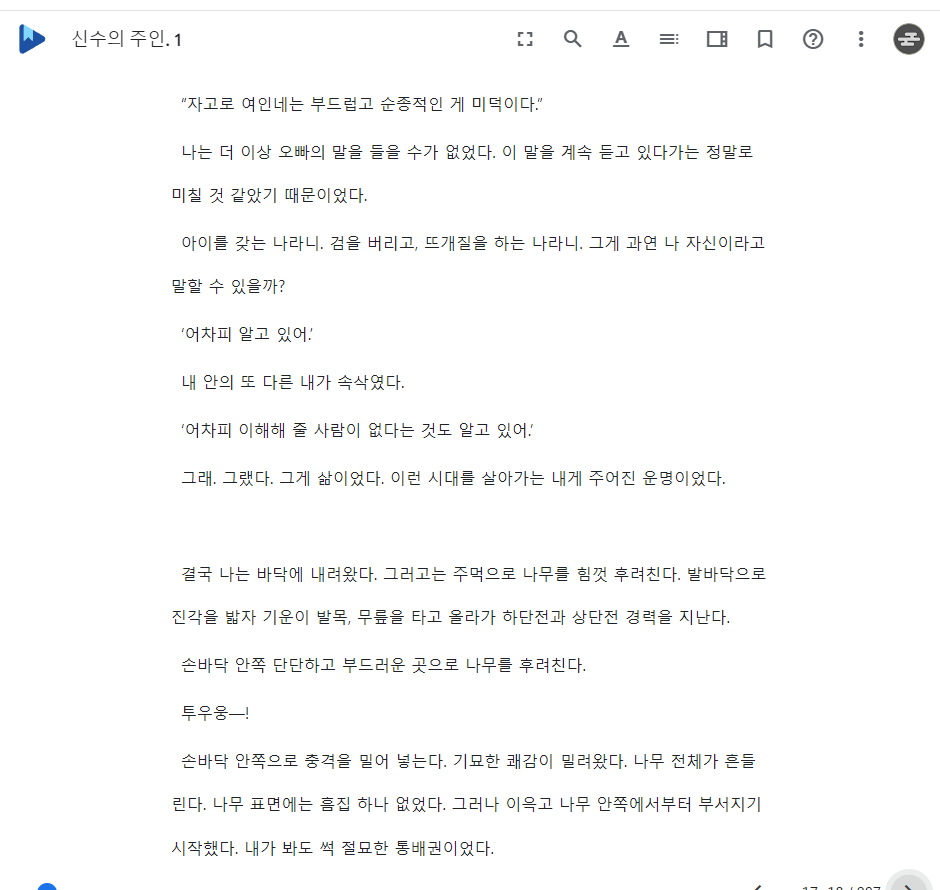 신수의 주인. 1
“자고로 여인네는 부드럽고 순종적인 게 미덕이다.”
나는 더 이상 오빠의 말을 들을 수가 없었다. 이 말을 계속 듣고 있다가는 정말로
미칠 것 같았기 때문이었다.
아이를 갖는 나라니. 검을 버리고, 뜨개질을 하는 나라니. 그게 과연 나 자신이라고
말할 수 있을까?
‘어차피 알고 있어.’
내 안의 또 다른 내가 속삭였다.
‘어차피 이해해 줄 사람이 없다는 것도 알고 있어.’
그래. 그랬다. 그게 삶이었다. 이런 시대를 살아가는 내게 주어진 운명이었다.
결국 나는 바닥에 내려왔다. 그러고는 주먹으로 나무를 힘껏 후려친다. 발바닥으로
진각을 밟자 기운이 발목, 무릎을 타고 올라가 하단전과 상단전 경력을 지난다.
손바닥 안쪽 단단하고 부드러운 곳으로 나무를 후려친다.
투우웅—!
손바닥 안쪽으로 충격을 밀어 넣는다. 기묘한 쾌감이 밀려왔다. 나무 전체가 흔들
린다. 나무 표면에는 흠집 하나 없었다. 그러나 이윽고 나무 안쪽에서부터 부서지기
시작했다. 내가 봐도 썩 절묘한 통배권이었다.